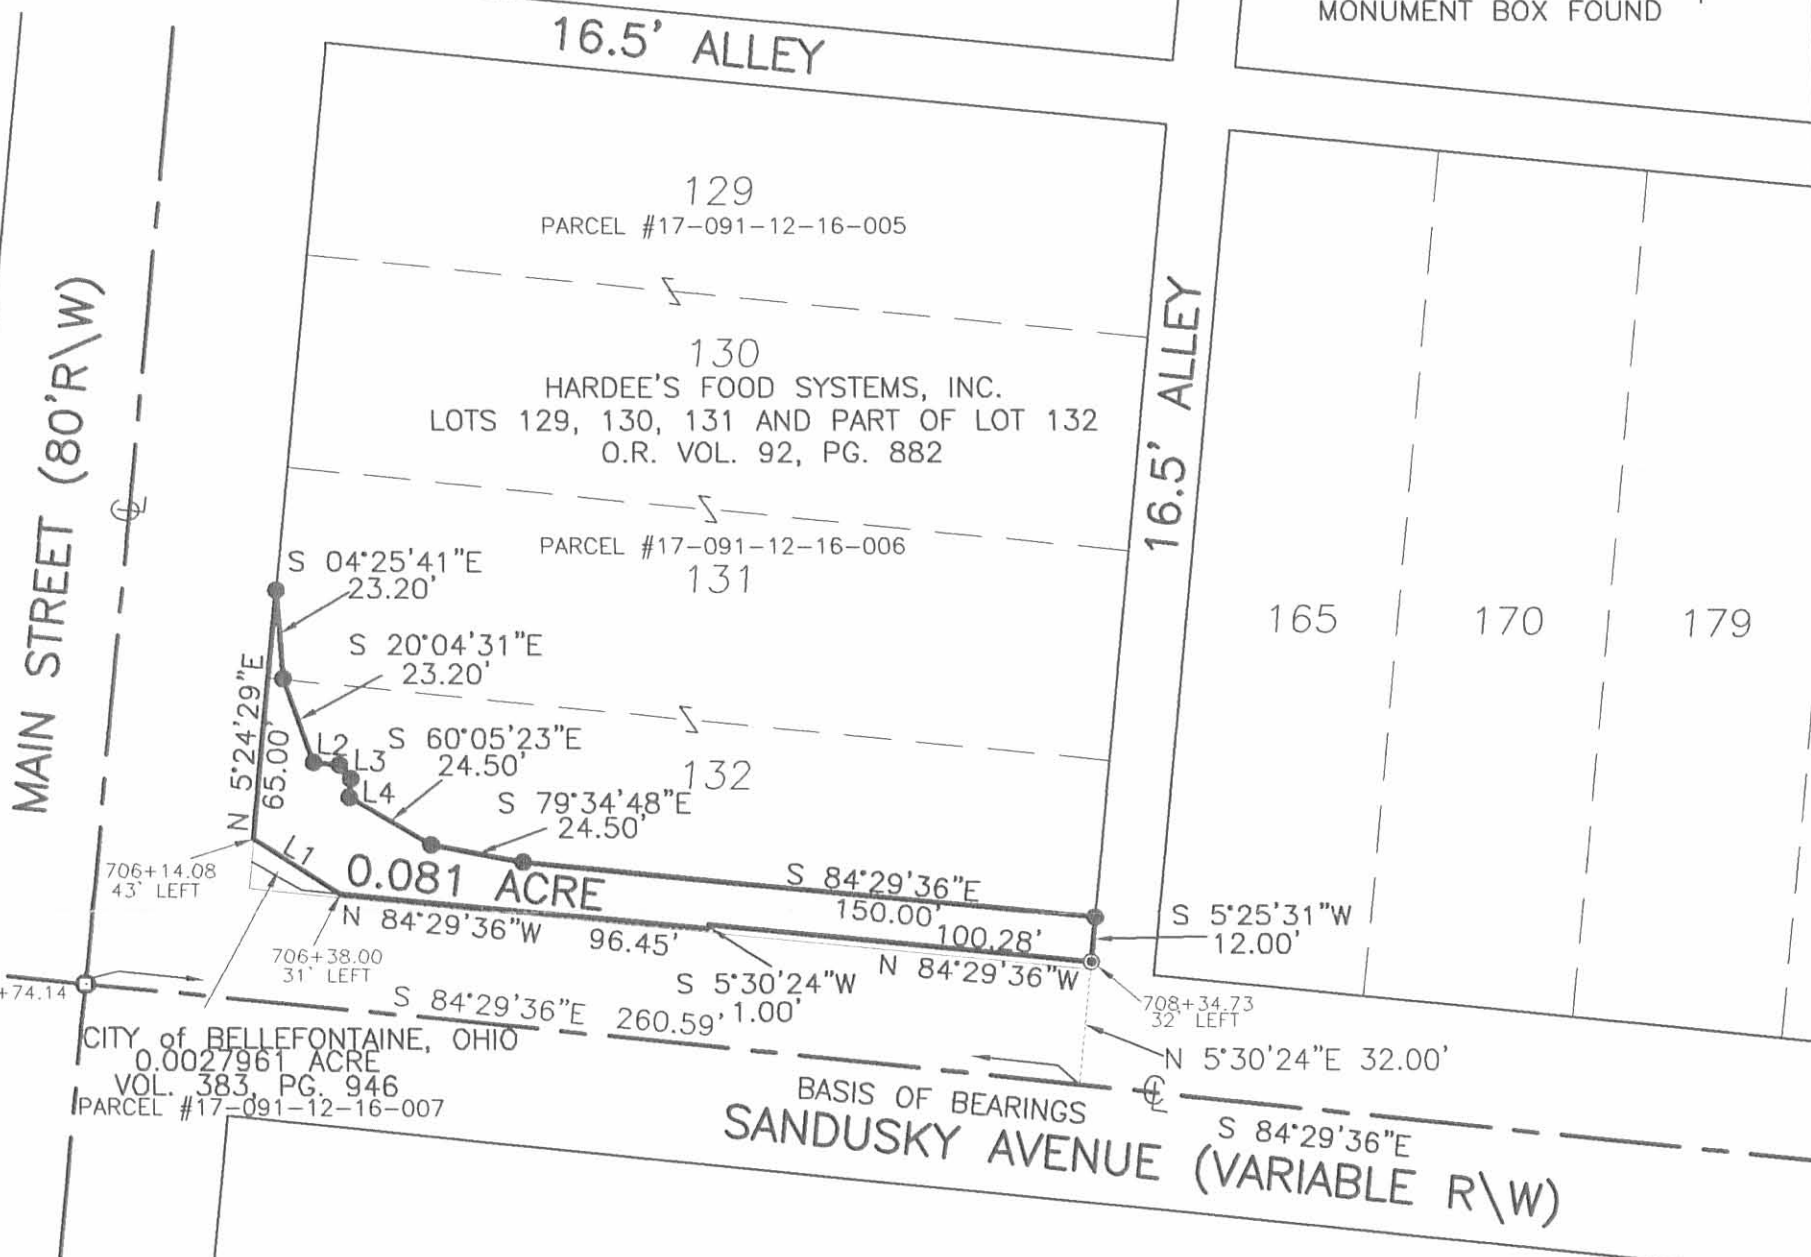 MONUMENT BOX FOUND
16.5' ALLEY
129
PARCEL #17-091-12-16-005
MAIN STREET (80'R\W)
130
HARDEE'S FOOD SYSTEMS, INC.
LOTS 129, 130, 131 AND PART OF LOT 132
O.R. VOL. 92, PG. 882
16.5' ALLEY
PARCEL #17-091-12-16-006
131
S 04°25'41"E
23.20'
165
170
179
S 20°04'31"E
23.20'
N 5°24'29"E
65.00'
L2
L3
L4
S 60°05'23"E
24.50'
132
S 79°34'48"E
24.50'
L1
706+14.08
43' LEFT
0.081 ACRE
S 84°29'36"E
150.00'
N 84°29'36"W
96.45'
100.28'
N 84°29'36"W
S 5°25'31"W
12.00'
706+38.00
31' LEFT
S 5°30'24"W
1.00'
708+34.73
32' LEFT
+74.14
S 84°29'36"E 260.59'
CITY of BELLEFONTAINE, OHIO
0.0027961 ACRE
VOL. 383, PG. 946
PARCEL #17-091-12-16-007
N 5°30'24"E 32.00'
BASIS OF BEARINGS
SANDUSKY AVENUE (VARIABLE R\W)
S 84°29'36"E